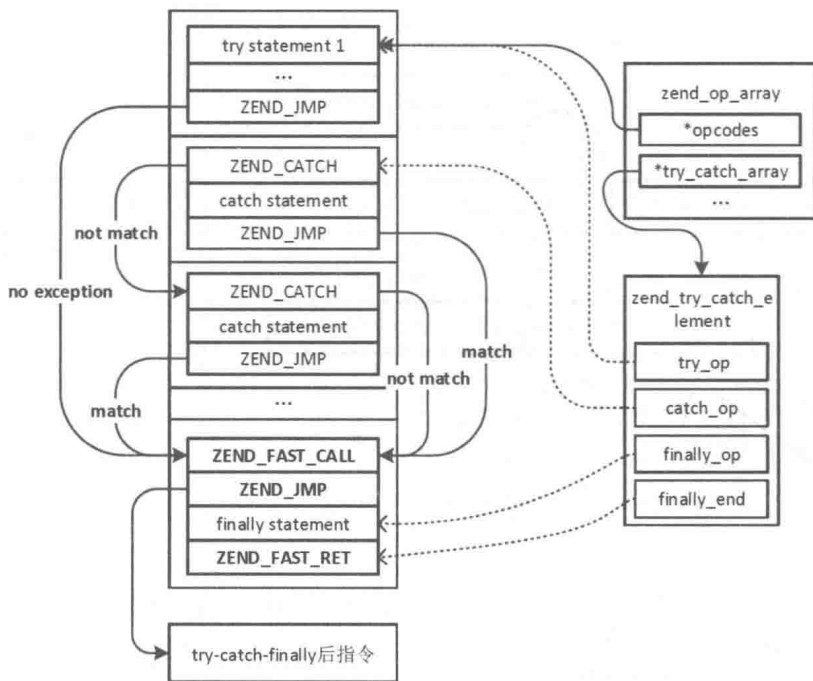 try statement 1
...
ZEND_JMP
ZEND_CATCH
catch statement
ZEND_JMP
not match
no exception
ZEND_CATCH
catch statement
ZEND_JMP
match
not match
match
...
ZEND_FAST_CALL
ZEND_JMP
finally statement
ZEND_FAST_RET
try-catch-finally后指令
zend_op_array
*opcodes
*try_catch_array
...
zend_try_catch_e
lement
try_op
catch_op
finally_op
finally_end